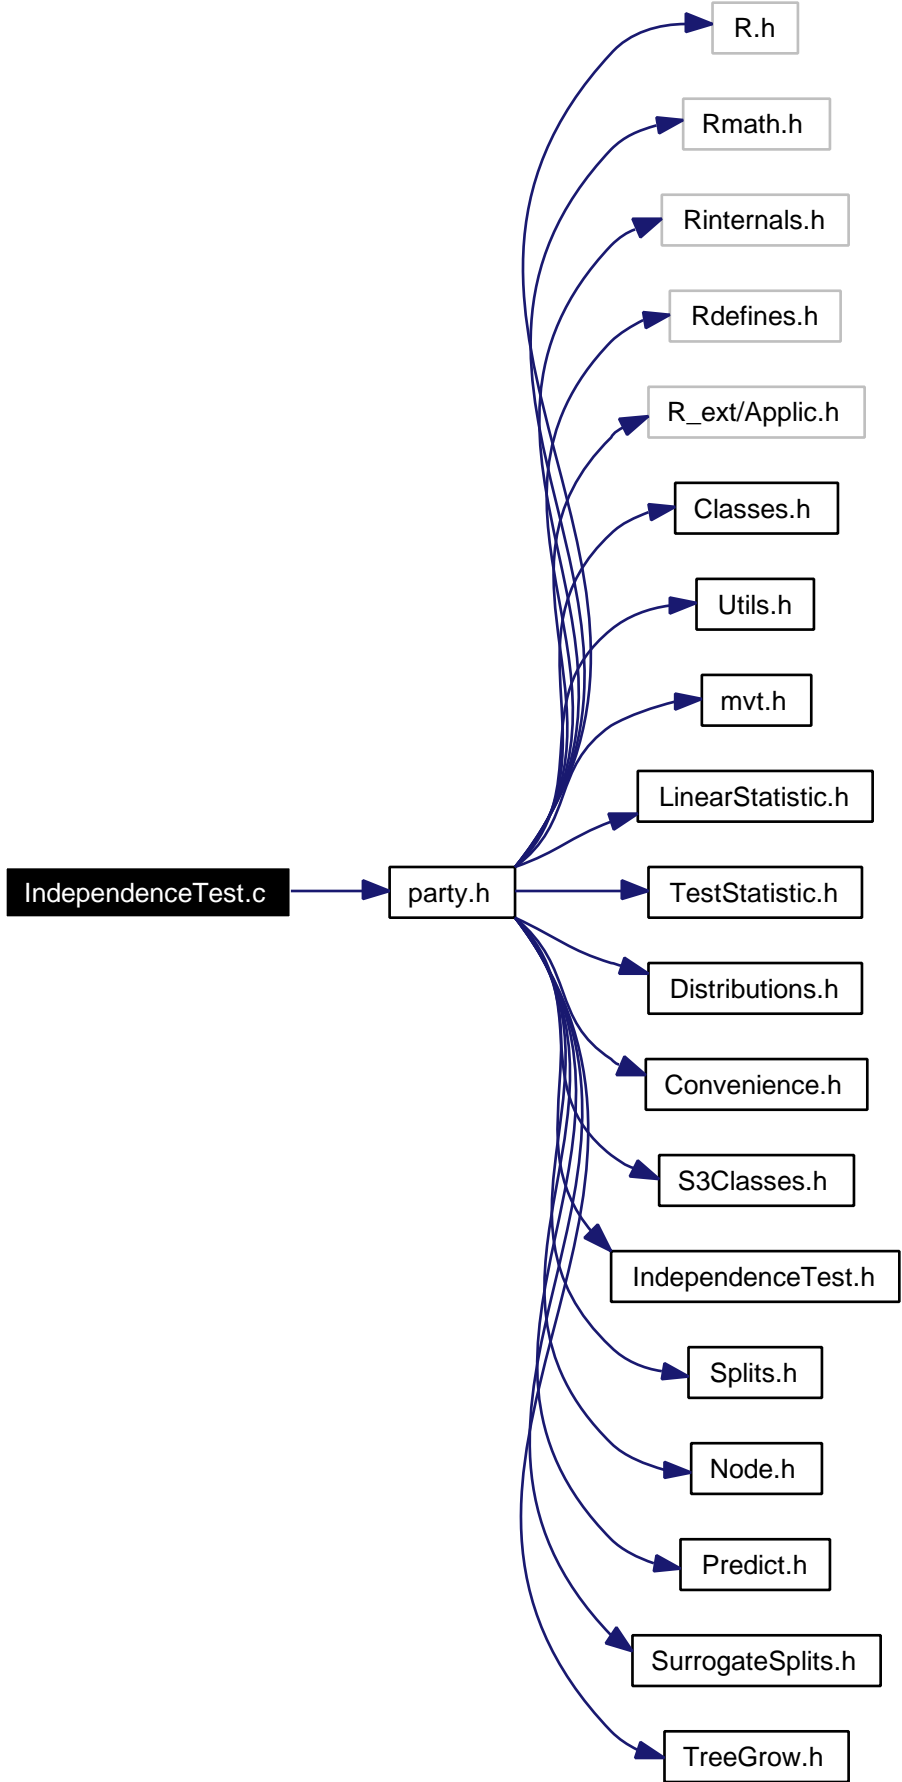 R.h
Rmath.h
Rinternals.h
Rdefines.h
R_ext/Applic.h
Classes.h
Utils.h
mvt.h
LinearStatistic.h
IndependenceTest.c
party.h
TestStatistic.h
Distributions.h
Convenience.h
S3Classes.h
IndependenceTest.h
Splits.h
Node.h
Predict.h
SurrogateSplits.h
TreeGrow.h